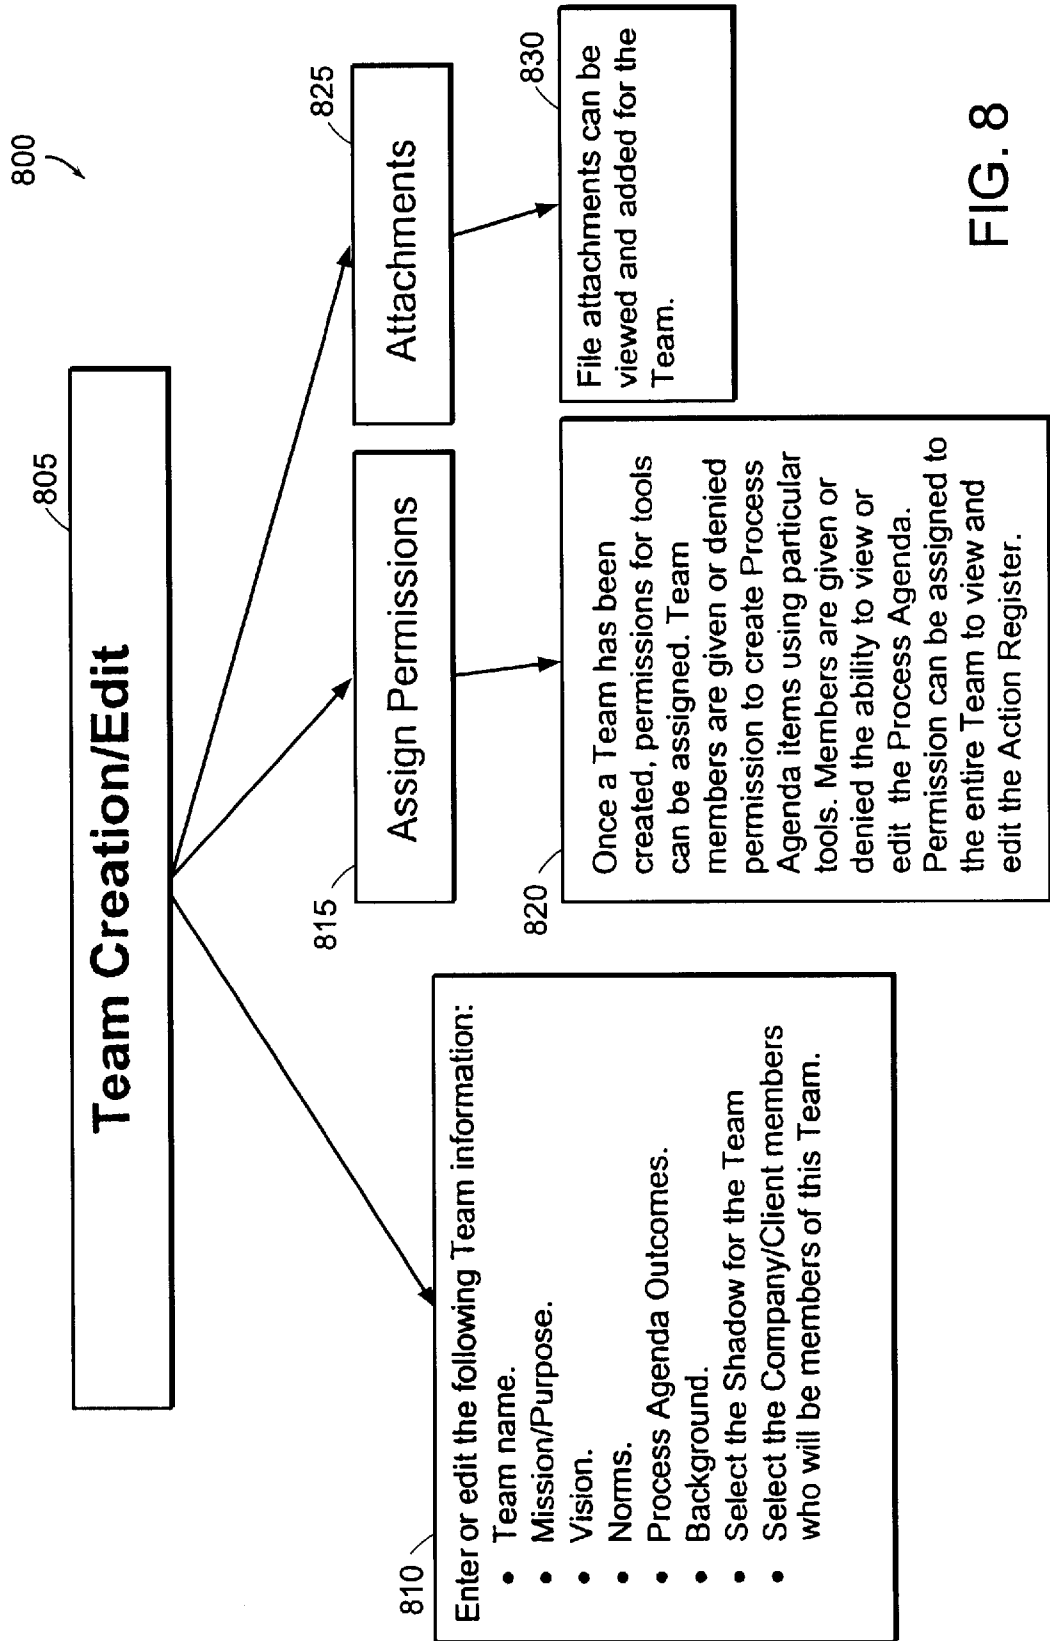 800
805
Team Creation/Edit
810
Enter or edit the following Team information:
• Team name.
• Mission/Purpose.
• Vision.
• Norms.
• Process Agenda Outcomes.
• Background.
• Select the Shadow for the Team
• Select the Company/Client members
who will be members of this Team.
815
Assign Permissions
820
Once a Team has been
created, permissions for tools
can be assigned. Team
members are given or denied
permission to create Process
Agenda items using particular
tools. Members are given or
denied the ability to view or
edit the Process Agenda.
Permission can be assigned to
the entire Team to view and
edit the Action Register.
825
Attachments
830
File attachments can be
viewed and added for the
Team.
FIG. 8